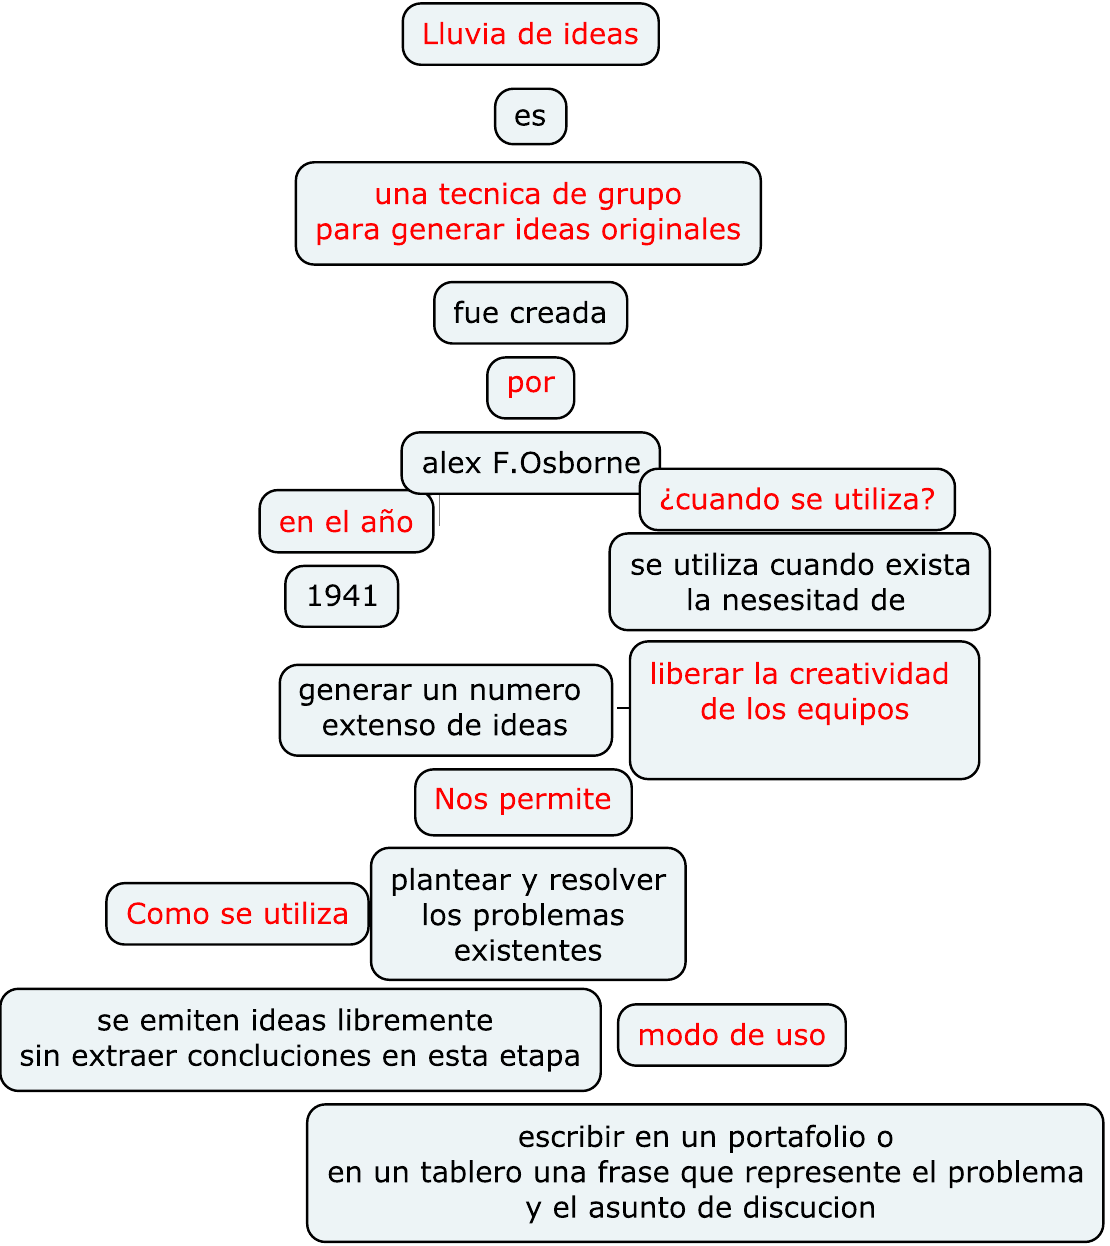 Lluvia de ideas
es
una tecnica de grupo
para generar ideas originales
fue creada
por
alex F.Osborne
en el año
1941
¿cuando se utiliza?
se utiliza cuando exista
la nesesitad de
generar un numero
extenso de ideas
liberar la creatividad
de los equipos
Nos permite
plantear y resolver
los problemas
existentes
Como se utiliza
se emiten ideas libremente
sin extraer concluciones en esta etapa
modo de uso
escribir en un portafolio o
en un tablero una frase que represente el problema
y el asunto de discucion